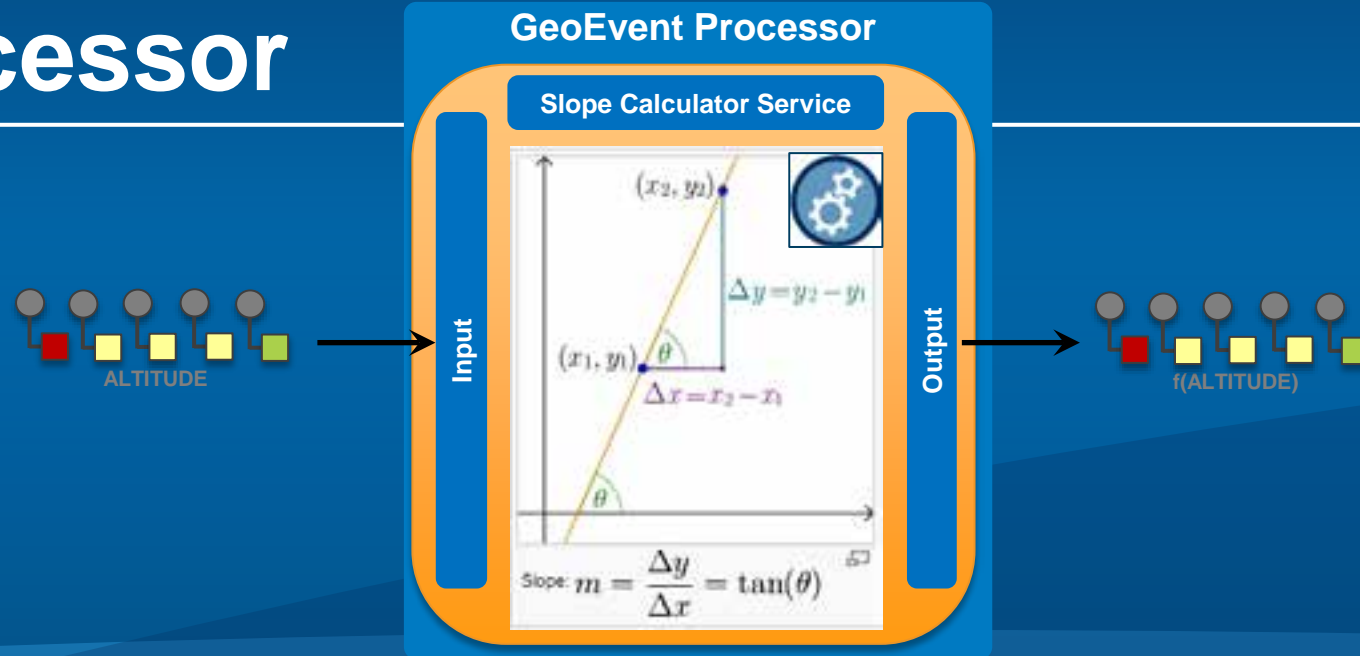 cessor
GeoEvent Processor
Slope Calculator Service
Input
(x₂, y₂)
Δy=y₂−y₁
(x₁, y₁)
θ
Δx=x₂−x₁
θ
Slope: m = Δy/Δx = tan(θ)
Output
ALTITUDE
f(ALTITUDE)